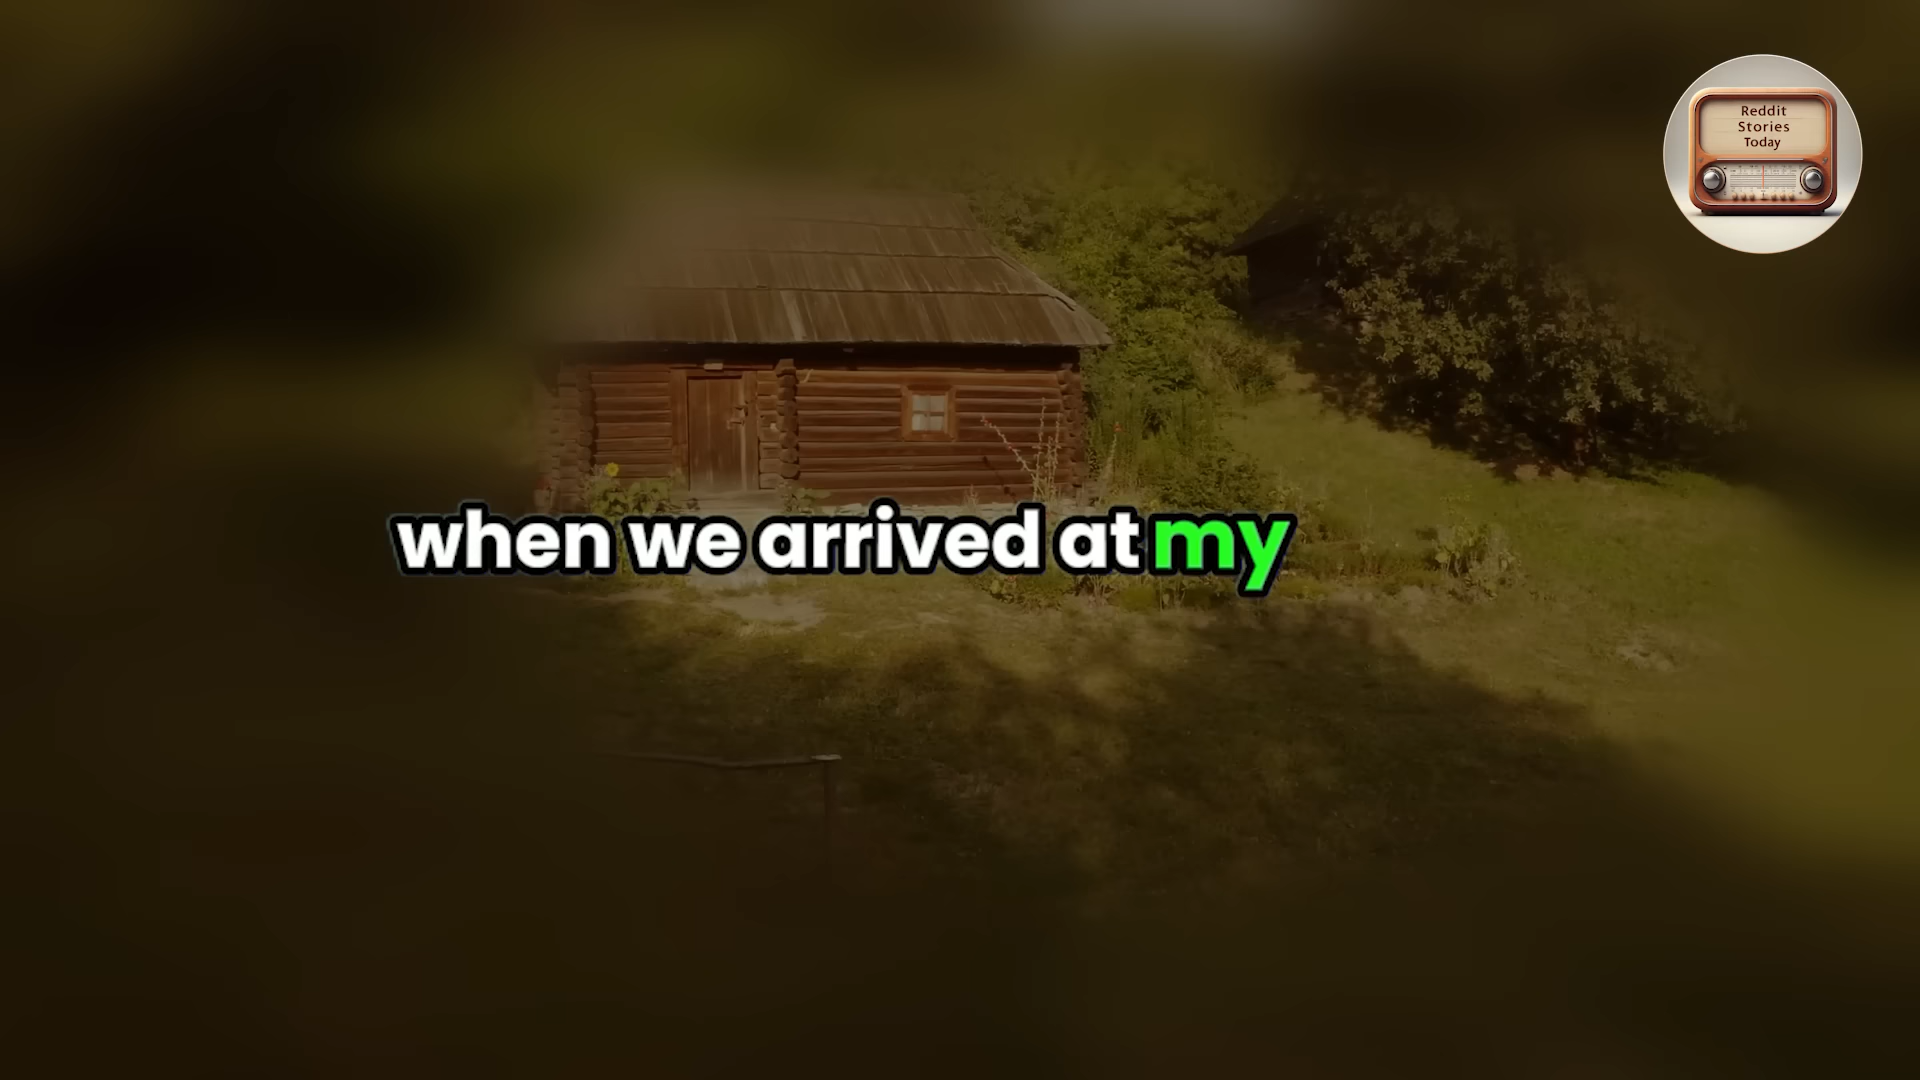 Reddit
Stories
Today
when we arrived at my